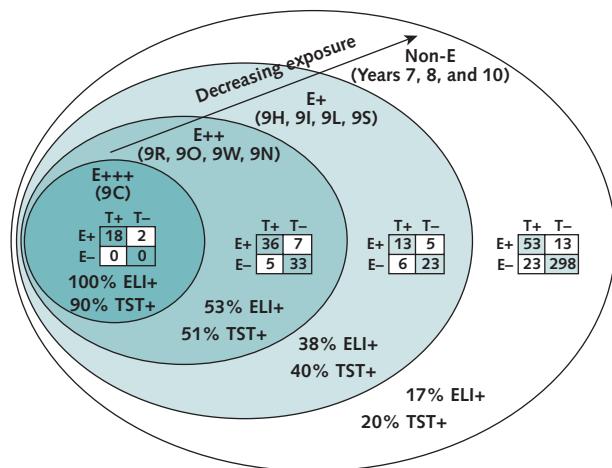 Decreasing exposure
Non-E
(Years 7, 8, and 10)
E+
(9H, 9I, 9L, 9S)
E++
(9R, 9O, 9W, 9N)
E+++
(9C)
T+ T−
E+ 18 2
E− 0 0
100% ELI+
90% TST+
T+ T−
E+ 36 7
E− 5 33
53% ELI+
51% TST+
T+ T−
E+ 13 5
E− 6 23
38% ELI+
40% TST+
T+ T−
E+ 53 13
E− 23 298
17% ELI+
20% TST+